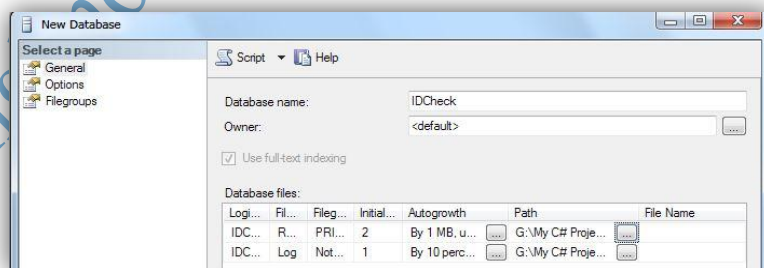 New Database
Select a page
General
Options
Filegroups
Script Help
Database name: IDCheck
Owner: <default>
...
Use full-text indexing
Database files:
Logi... Fil... Fileg... Initial... Autogrowth Path File Name
IDC... R... PRI... 2 By 1 MB, u... ... G:\My C# Proje... ...
IDC... Log Not... 1 By 10 perc... ... G:\My C# Proje... ...